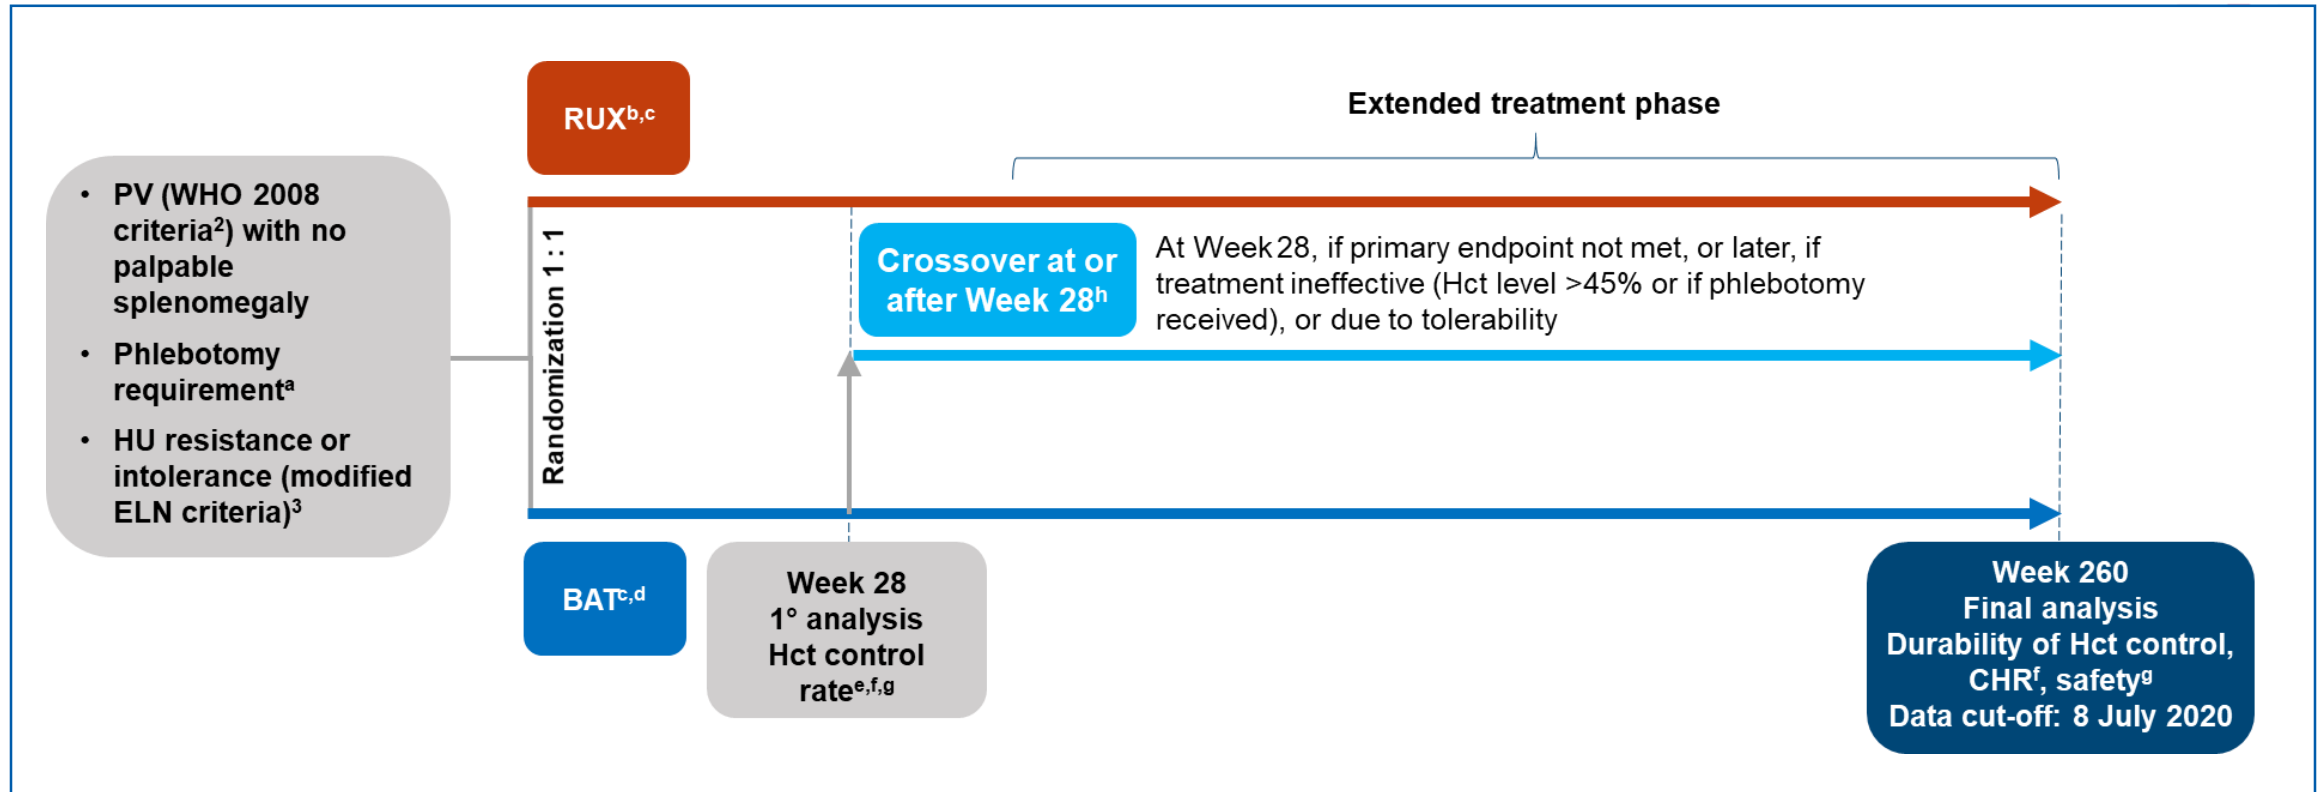 • PV (WHO 2008
criteria²) with no
palpable
splenomegaly
• Phlebotomy
requirementᵃ
• HU resistance or
intolerance (modified
ELN criteria)³
RUXᵇ,ᶜ
Randomization 1 : 1
BATᶜ,ᵈ
Extended treatment phase
Crossover at or
after Week 28ʰ
At Week 28, if primary endpoint not met, or later, if
treatment ineffective (Hct level >45% or if phlebotomy
received), or due to tolerability
Week 28
1° analysis
Hct control
rateᵉ,ᶠ,ᵍ
Week 260
Final analysis
Durability of Hct control,
CHRᶠ, safetyᵍ
Data cut-off: 8 July 2020